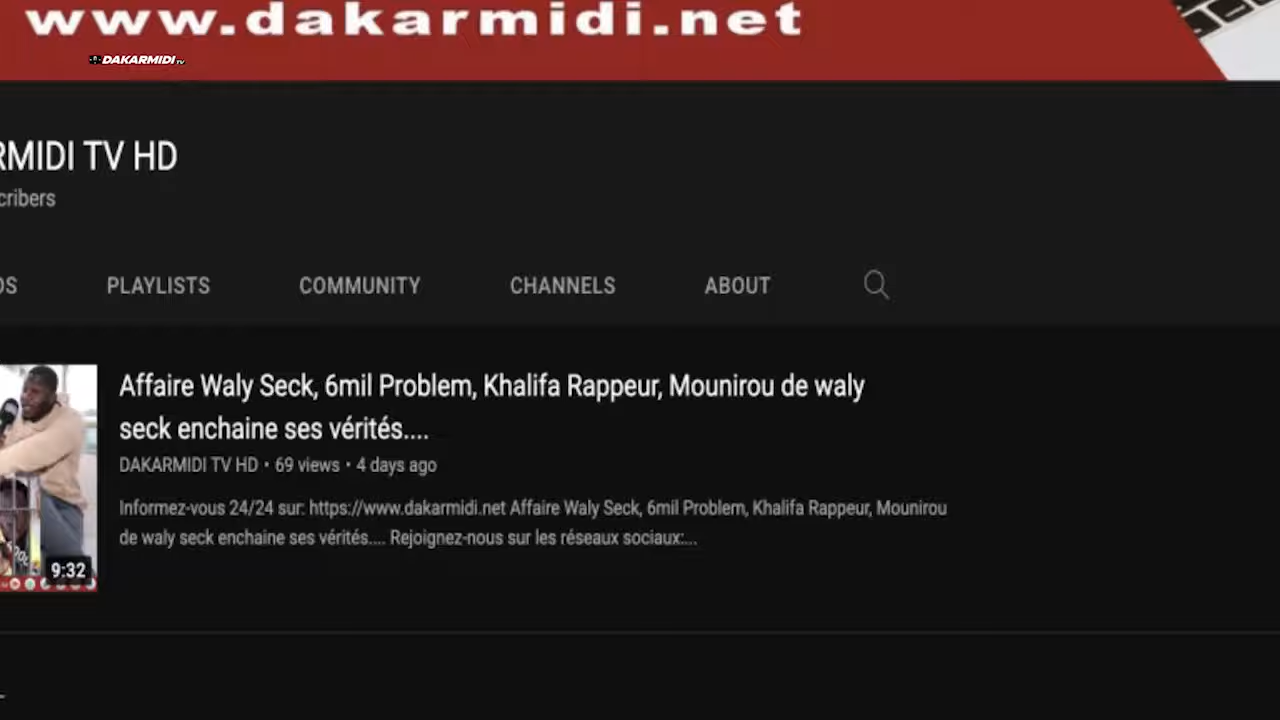 www.dakarmidi.net
DAKARMIDI TV
RMIDI TV HD
cribers
OS
PLAYLISTS
COMMUNITY
CHANNELS
ABOUT
Affaire Waly Seck, 6mil Problem, Khalifa Rappeur, Mounirou de waly
seck enchaine ses vérités....
DAKARMIDI TV HD • 69 views • 4 days ago
Informez-vous 24/24 sur: https://www.dakarmidi.net Affaire Waly Seck, 6mil Problem, Khalifa Rappeur, Mounirou
de waly seck enchaine ses vérités.... Rejoignez-nous sur les réseaux sociaux:...
9:32